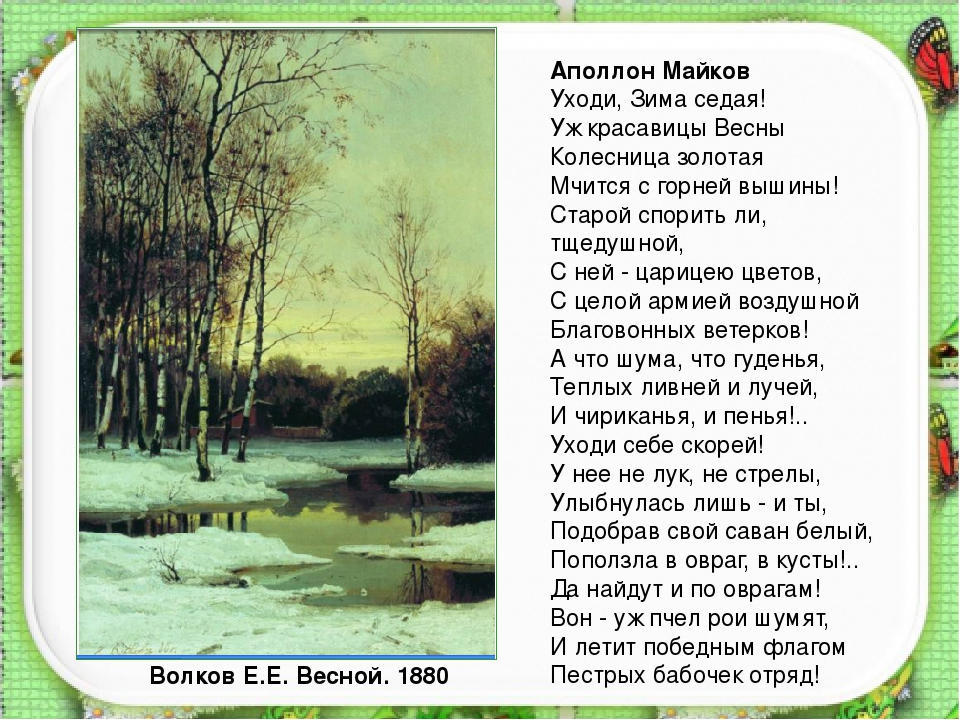 Аполлон Майков
Уходи, Зима седая!
Уж красавицы Весны
Колесница золотая
Мчится с горней вышины!
Старой спорить ли,
тщедушной,
С ней - царицею цветов,
С целой армией воздушной
Благовонных ветерков!
А что шума, что гуденья,
Теплых ливней и лучей,
И чириканья, и пенья!..
Уходи себе скорей!
У нее не лук, не стрелы,
Улыбнулась лишь - и ты,
Подобрав свой саван белый,
Поползла в овраг, в кусты!..
Да найдут и по оврагам!
Вон - уж пчел рои шумят,
И летит победным флагом
Пестрых бабочек отряд!
Волков Е.Е. Весной. 1880